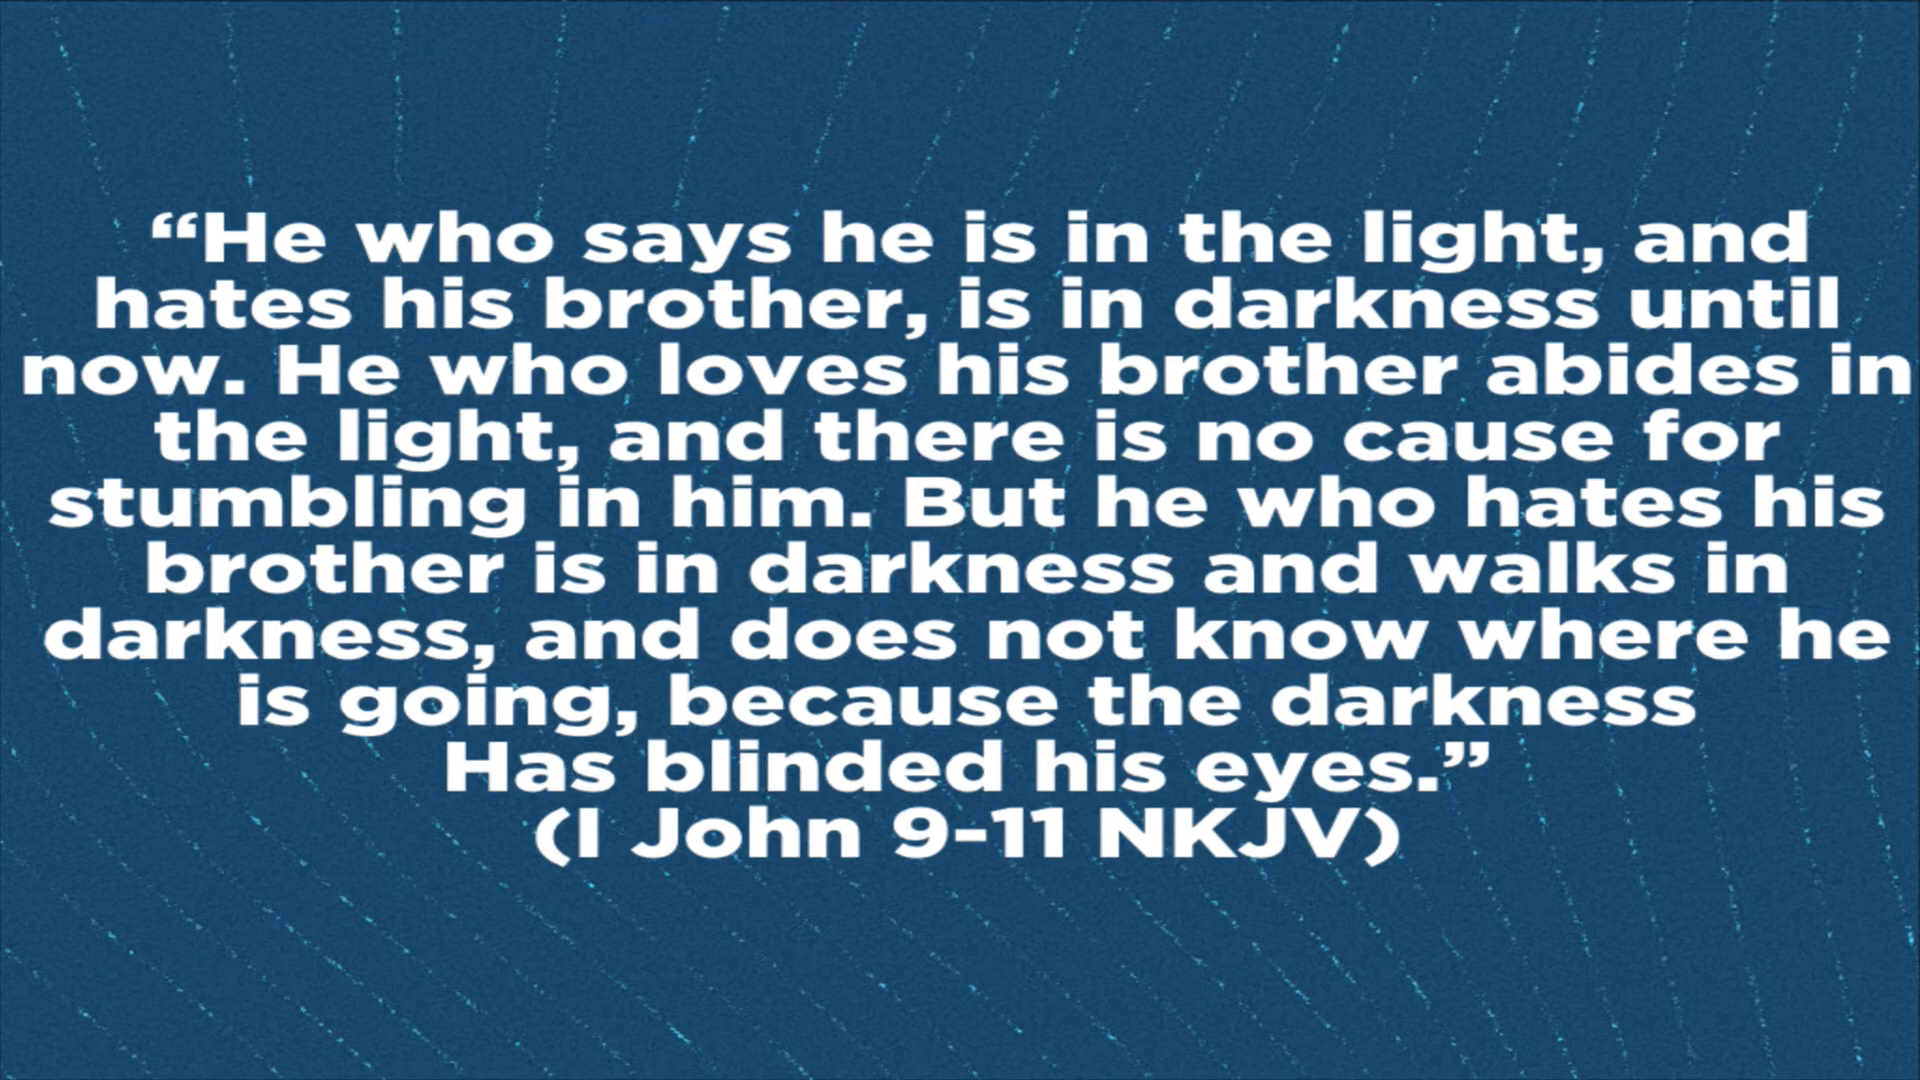 “He who says he is in the light, and
hates his brother, is in darkness until
now. He who loves his brother abides in
the light, and there is no cause for
stumbling in him. But he who hates his
brother is in darkness and walks in
darkness, and does not know where he
is going, because the darkness
Has blinded his eyes.”
(I John 9-11 NKJV)